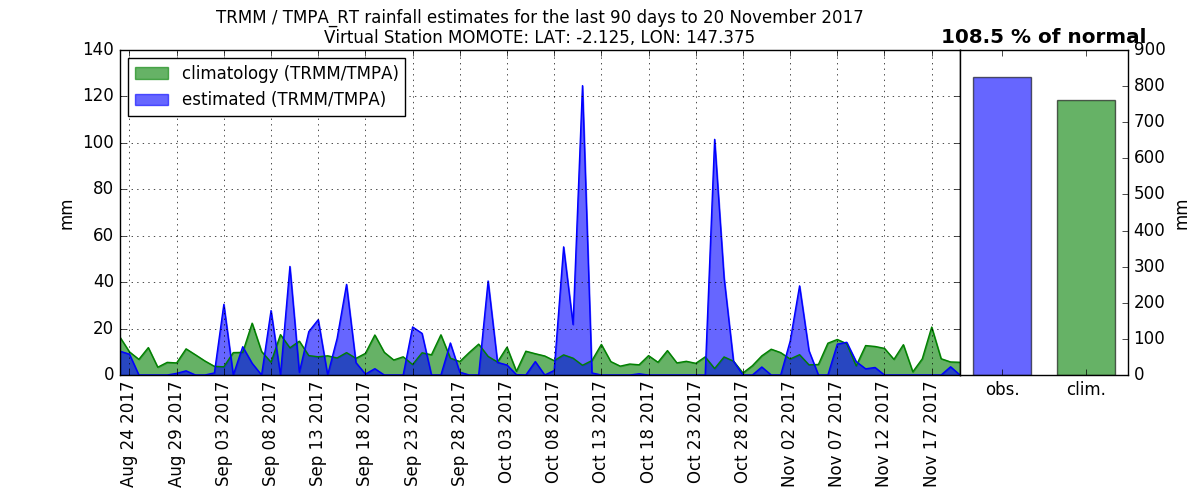 TRMM / TMPA_RT rainfall estimates for the last 90 days to 20 November 2017
Virtual Station MOMOTE: LAT: -2.125, LON: 147.375
108.5 % of normal
climatology (TRMM/TMPA)
estimated (TRMM/TMPA)
140
120
100
80
60
40
20
0
mm
Aug 24 2017
Aug 29 2017
Sep 03 2017
Sep 08 2017
Sep 13 2017
Sep 18 2017
Sep 23 2017
Sep 28 2017
Oct 03 2017
Oct 08 2017
Oct 13 2017
Oct 18 2017
Oct 23 2017
Oct 28 2017
Nov 02 2017
Nov 07 2017
Nov 12 2017
Nov 17 2017
obs.
clim.
900
800
700
600
500
400
300
200
100
0
mm